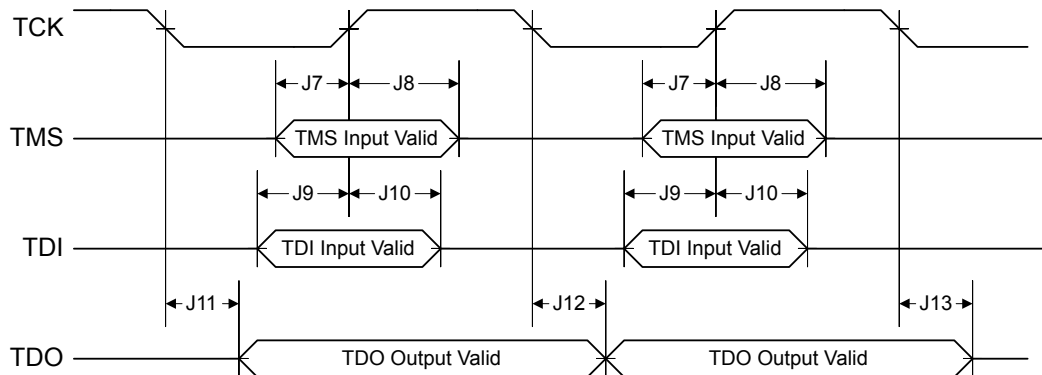 TCK
J7 J8 J7 J8
TMS TMS Input Valid TMS Input Valid
J9 J10 J9 J10
TDI TDI Input Valid TDI Input Valid
J11 J12 J13
TDO TDO Output Valid TDO Output Valid